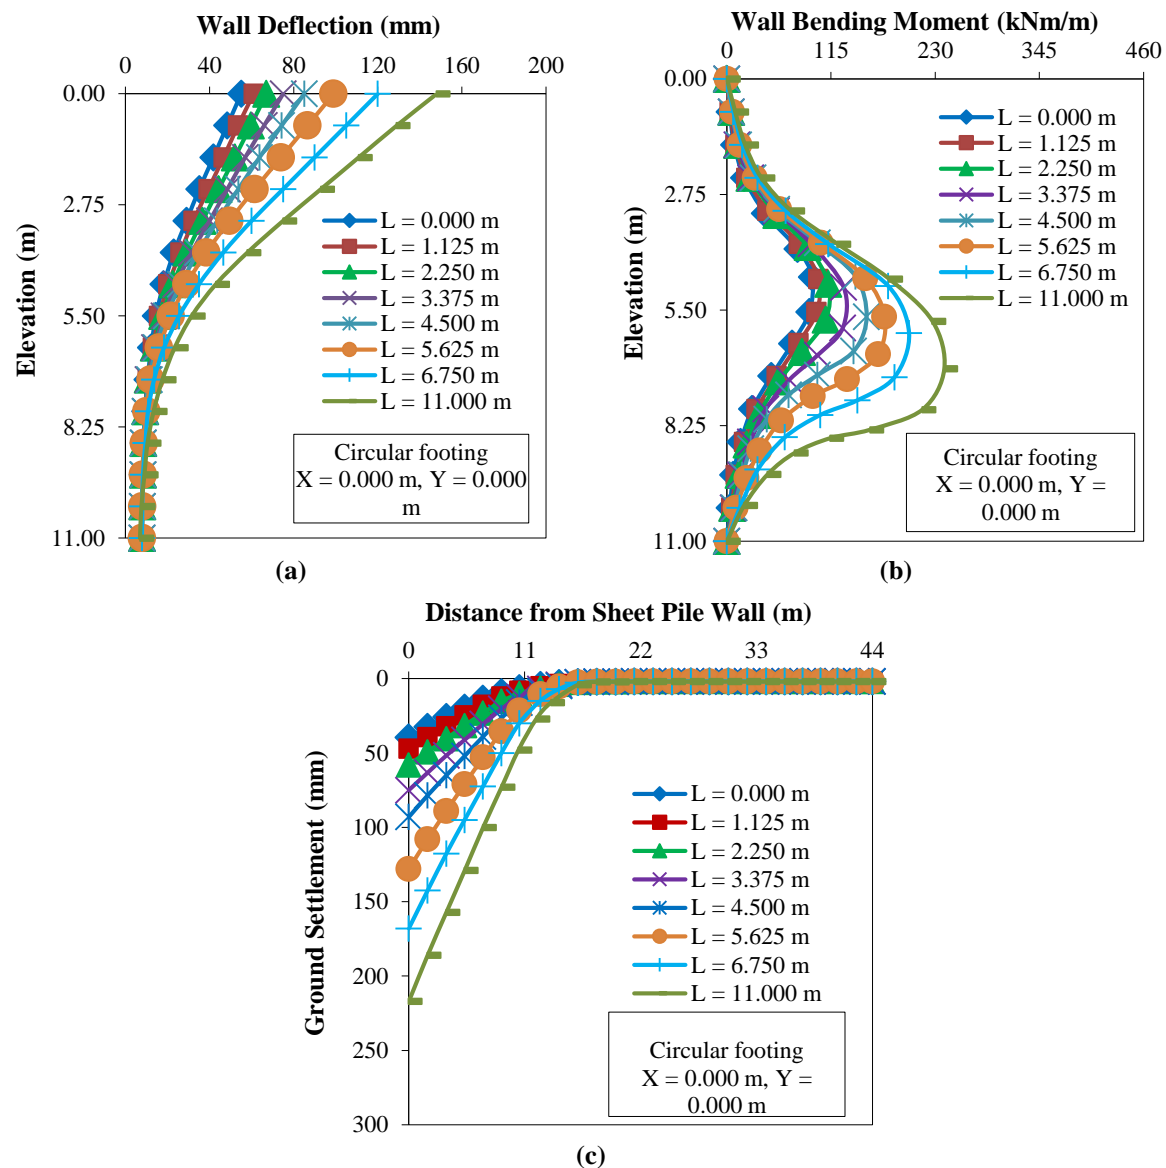 Wall Deflection (mm)
0 40 80 120 160 200
Elevation (m)
0.00
2.75
5.50
8.25
11.00
L = 0.000 m
L = 1.125 m
L = 2.250 m
L = 3.375 m
L = 4.500 m
L = 5.625 m
L = 6.750 m
L = 11.000 m
Circular footing
X = 0.000 m, Y = 0.000
m
(a)
Wall Bending Moment (kNm/m)
0 115 230 345 460
Elevation (m)
0.00
2.75
5.50
8.25
11.00
L = 0.000 m
L = 1.125 m
L = 2.250 m
L = 3.375 m
L = 4.500 m
L = 5.625 m
L = 6.750 m
L = 11.000 m
Circular footing
X = 0.000 m, Y =
0.000 m
(b)
Distance from Sheet Pile Wall (m)
0 11 22 33 44
Ground Settlement (mm)
0
50
100
150
200
250
300
L = 0.000 m
L = 1.125 m
L = 2.250 m
L = 3.375 m
L = 4.500 m
L = 5.625 m
L = 6.750 m
L = 11.000 m
Circular footing
X = 0.000 m, Y =
0.000 m
(c)